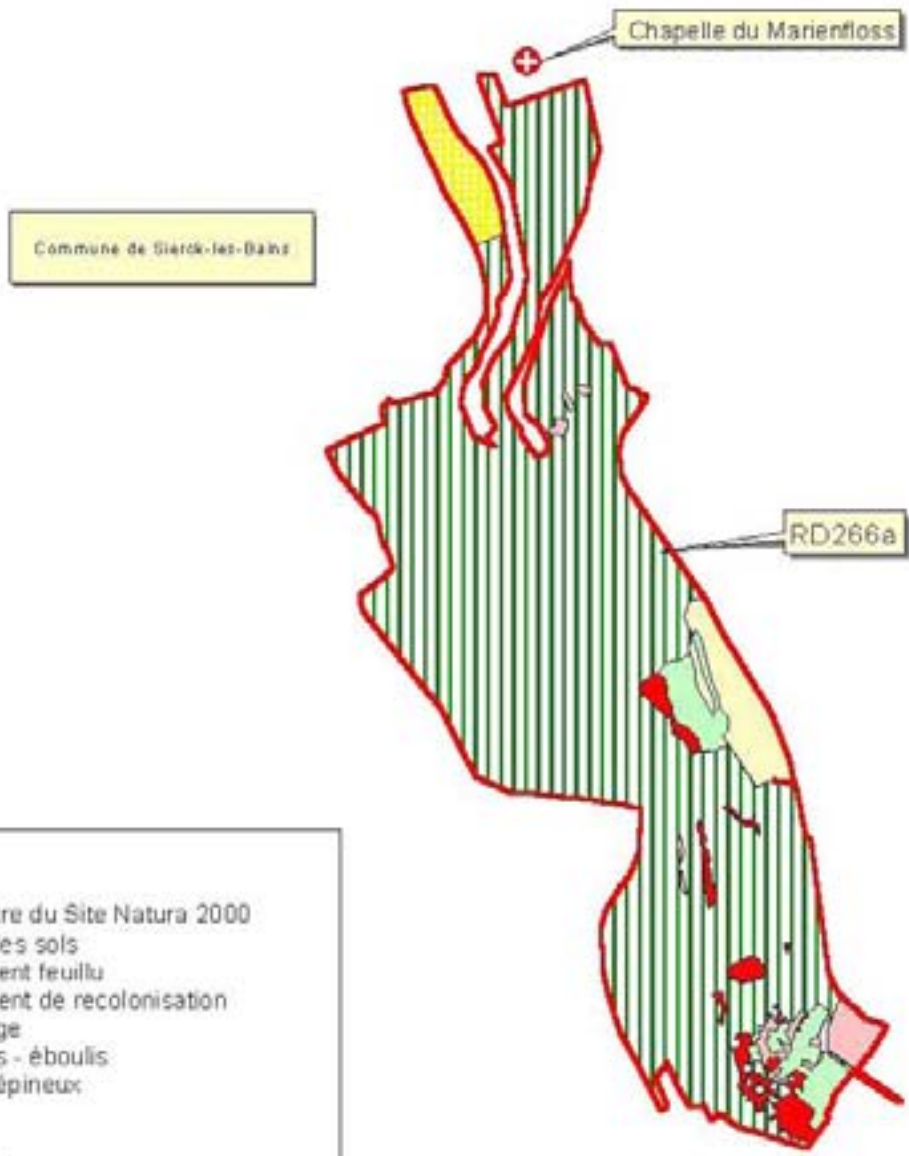 Chapelle du Marienfloss
Commune de Sierck-les-Bains
RD266a
tre du Site Natura 2000
es sols
ent feuillu
ent de recolonisation
ge
s - éboulis
épineux